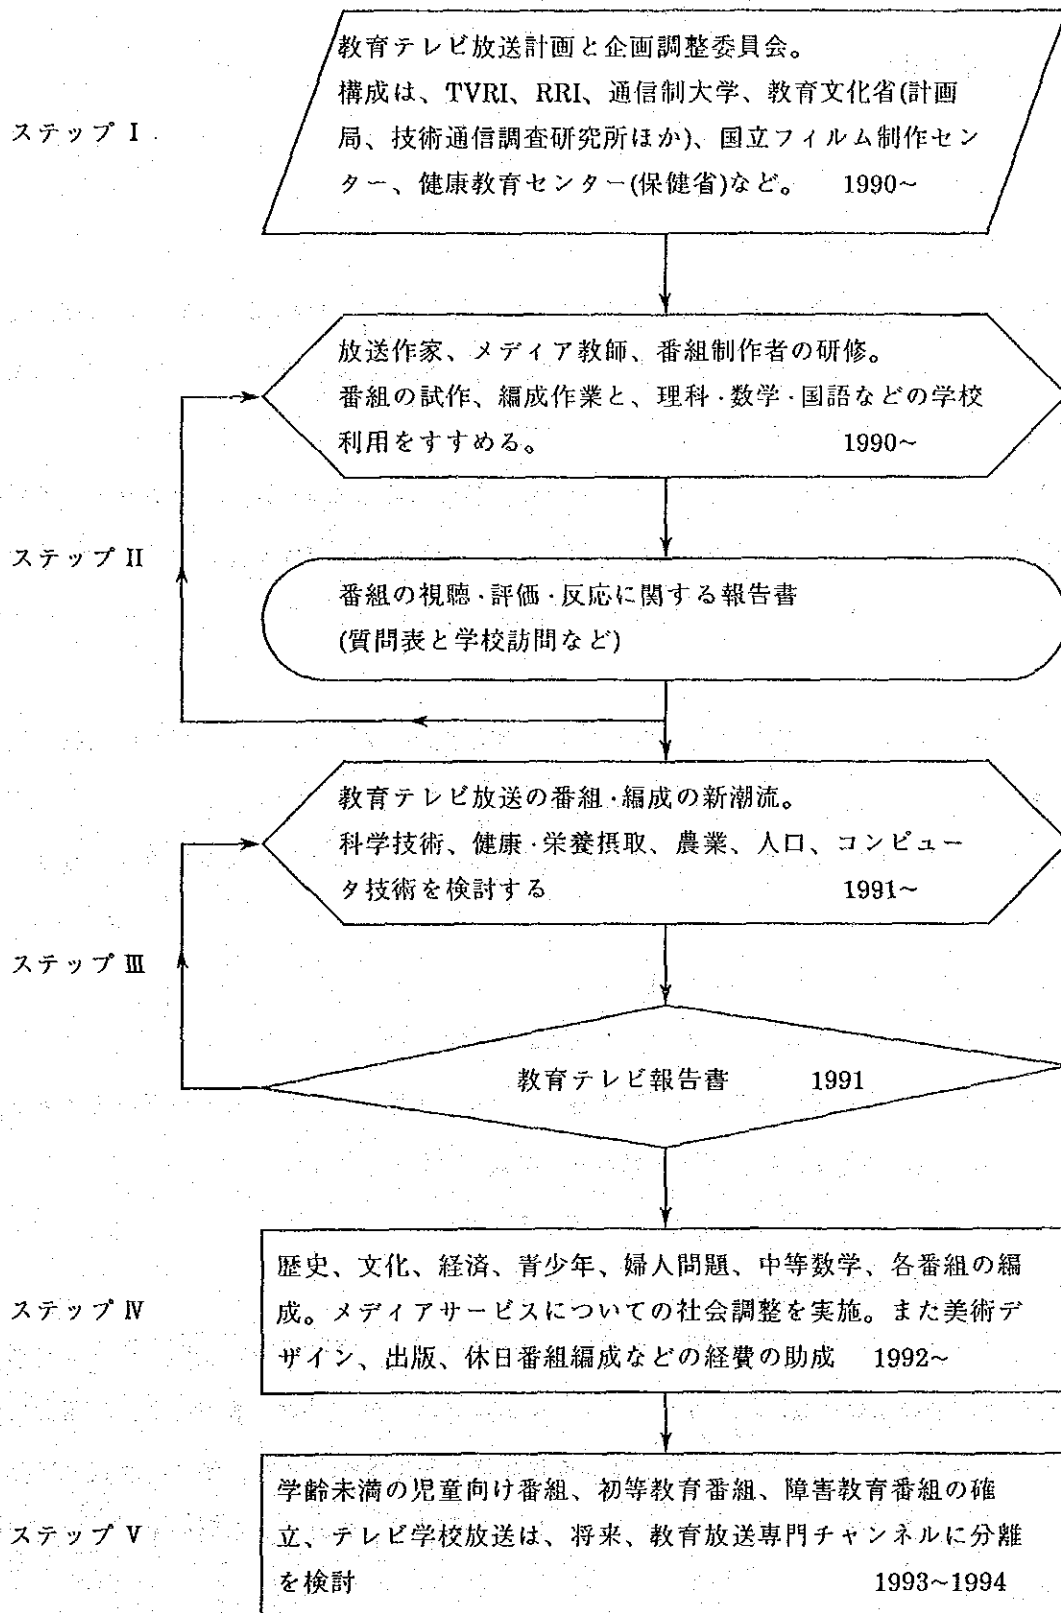 ステップ I
教育テレビ放送計画と企画調整委員会。
構成は、TVRI、RRI、通信制大学、教育文化省(計画
局、技術通信調査研究所ほか)、国立フィルム制作セン
ター、健康教育センター(保健省)など。 1990~
ステップ II
放送作家、メディア教師、番組制作者の研修。
番組の試作、編成作業と、理科·数学·国語などの学校
利用をすすめる。 1990~
番組の視聴·評価·反応に関する報告書
(質問表と学校訪問など)
ステップ III
教育テレビ放送の番組·編成の新潮流。
科学技術、健康·栄養摂取、農業、人口、コンピュー
タ技術を検討する 1991~
教育テレビ報告書 1991
ステップ IV
歴史、文化、経済、青少年、婦人問題、中等数学、各番組の編
成。メディアサービスについての社会調整を実施。また美術デ
ザイン、出版、休日番組編成などの経費の助成 1992~
ステップ V
学齢未満の児童向け番組、初等教育番組、障害教育番組の確
立、テレビ学校放送は、将来、教育放送専門チャンネルに分離
を検討 1993~1994